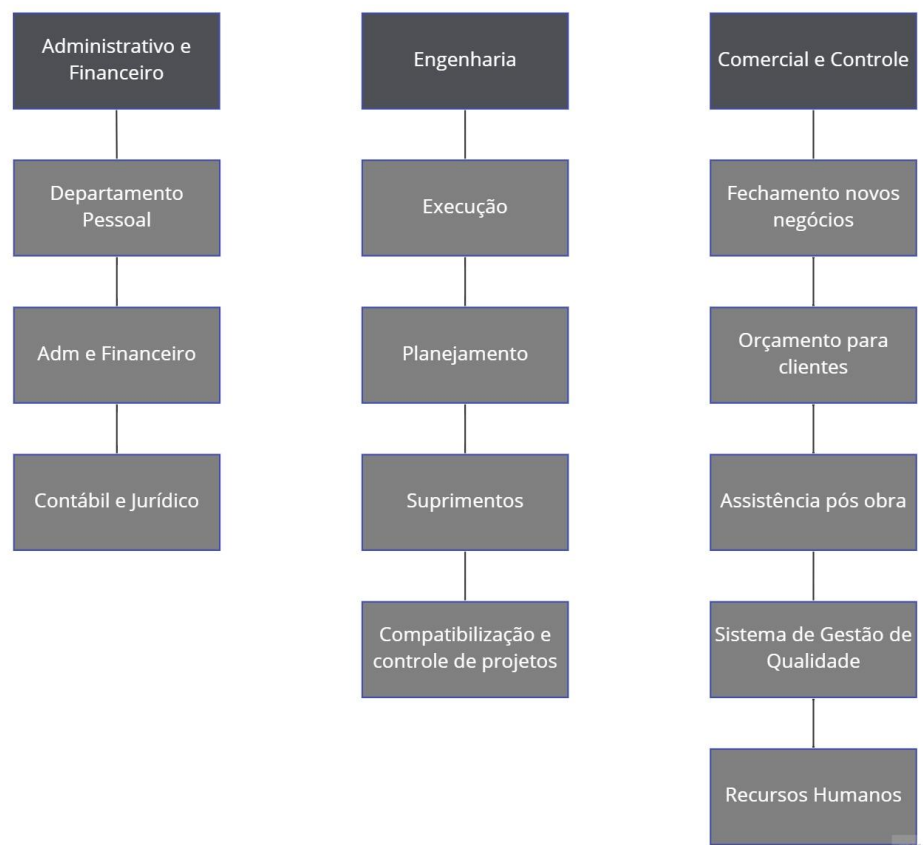 Administrativo e
Financeiro
Departamento
Pessoal
Adm e Financeiro
Contábil e Jurídico
Engenharia
Execução
Planejamento
Suprimentos
Compatibilização e
controle de projetos
Comercial e Controle
Fechamento novos
negócios
Orçamento para
clientes
Assistência pós obra
Sistema de Gestão de
Qualidade
Recursos Humanos